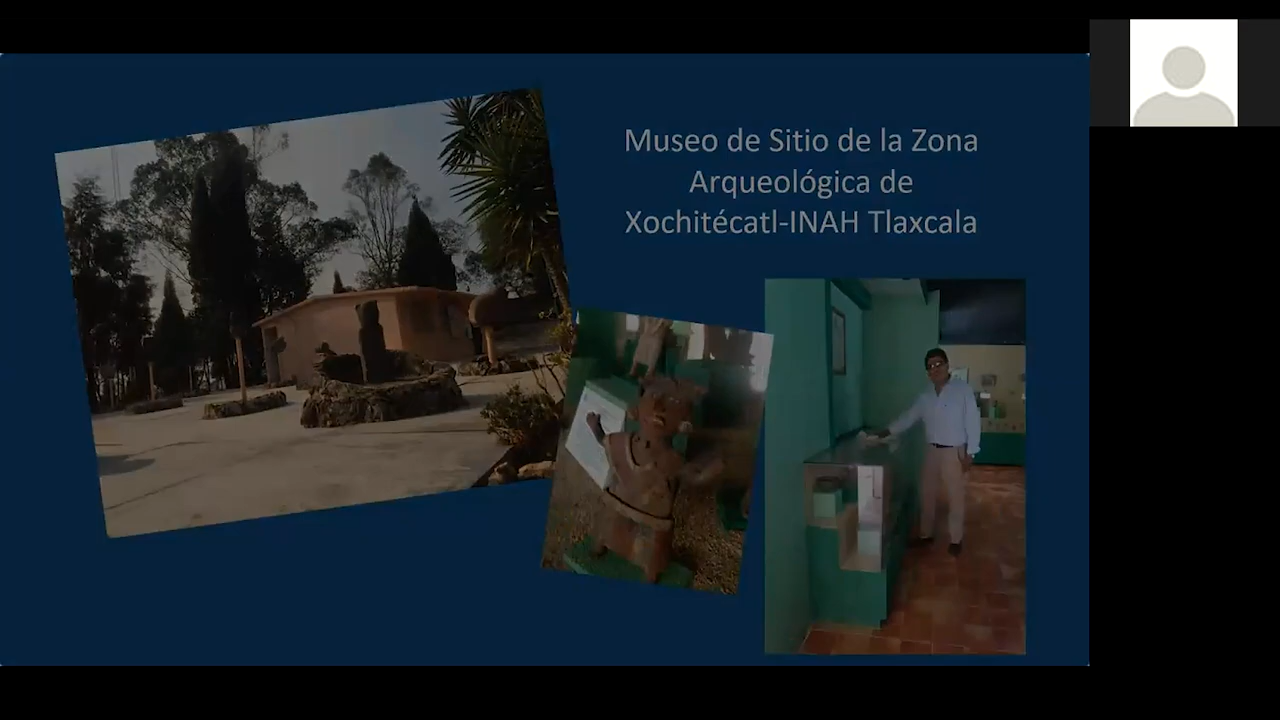 Museo de Sitio de la Zona
Arqueológica de
Xochitécatl-INAH Tlaxcala